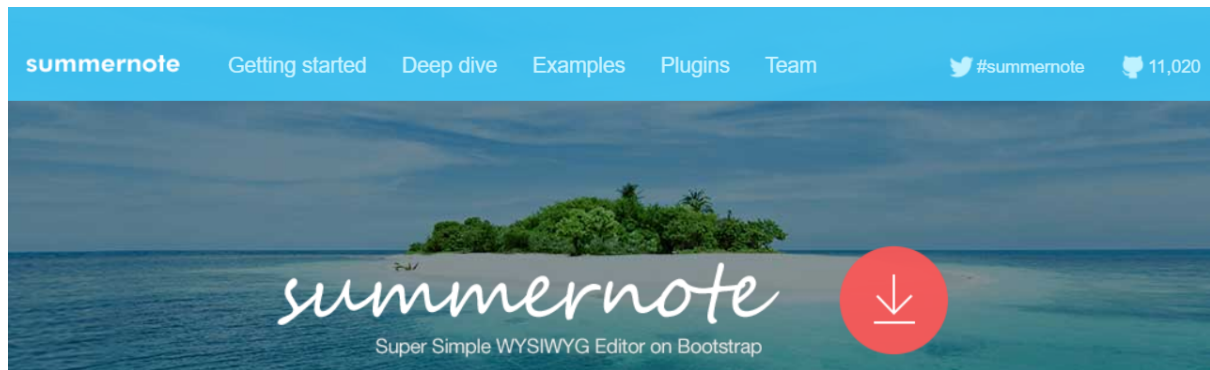 summernote Getting started Deep dive Examples Plugins Team #summernote 11,020
summernote
Super Simple WYSIWYG Editor on Bootstrap